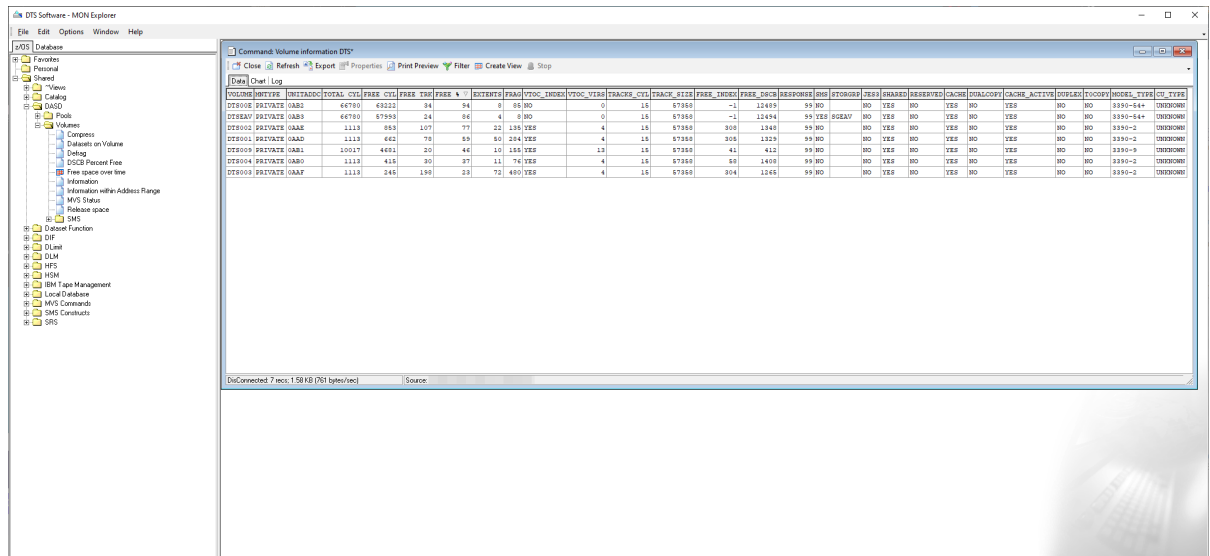 DTS Software - MON Explorer
File Edit Options Window Help
z/OS Database
Favorites
Personal
Shared
^Views
Catalog
DASD
Pools
Volumes
Compress
Datasets on Volume
Defrag
DSCB Percent Free
Free space over time
Information
Information within Address Range
MVS Status
Release space
SMS
Dataset Function
DIF
DLimit
DLM
HFS
HSM
IBM Tape Management
Local Database
MVS Commands
SMS Constructs
SRS
Command: Volume information DTS*
Close Refresh Export Properties Print Preview Filter Create View Stop
Data Chart Log
VOLUME MNTYPE UNITADDC TOTAL CYL FREE CYL FREE TRK FREE % EXTENTS FRAG VTOC_INDEX VTOC_VIRS TRACKS_CYL TRACK_SIZE FREE_INDEX FREE_DSCB RESPONSE SMS STORGRP JES3 SHARED RESERVED CACHE DUALCOPY CACHE_ACTIVE DUPLEX TOCOPY MODEL_TYPE CU_TYPE
DTS00E PRIVATE 0AB2 66780 63222 34 94 8 85 NO 0 15 57358 -1 12489 99 NO NO YES NO YES NO YES NO NO 3390-54+ UNKNOWN
DTSEAV PRIVATE 0AB3 66780 57993 24 86 4 8 NO 0 15 57358 -1 12494 99 YES SGEAV NO YES NO YES NO YES NO NO 3390-54+ UNKNOWN
DTS002 PRIVATE 0AAE 1113 853 107 77 22 135 YES 4 15 57358 308 1348 99 NO NO YES NO YES NO YES NO NO 3390-2 UNKNOWN
DTS001 PRIVATE 0AAD 1113 662 78 59 50 284 YES 4 15 57358 305 1329 99 NO NO YES NO YES NO YES NO NO 3390-2 UNKNOWN
DTS009 PRIVATE 0AB1 10017 4681 20 46 10 155 YES 13 15 57358 41 412 99 NO NO YES NO YES NO YES NO NO 3390-9 UNKNOWN
DTS004 PRIVATE 0AB0 1113 415 30 37 11 76 YES 4 15 57358 58 1408 99 NO NO YES NO YES NO YES NO NO 3390-2 UNKNOWN
DTS003 PRIVATE 0AAF 1113 245 198 23 72 480 YES 4 15 57358 304 1265 99 NO NO YES NO YES NO YES NO NO 3390-2 UNKNOWN
DisConnected: 7 recs; 1.58 KB (761 bytes/sec) Source: